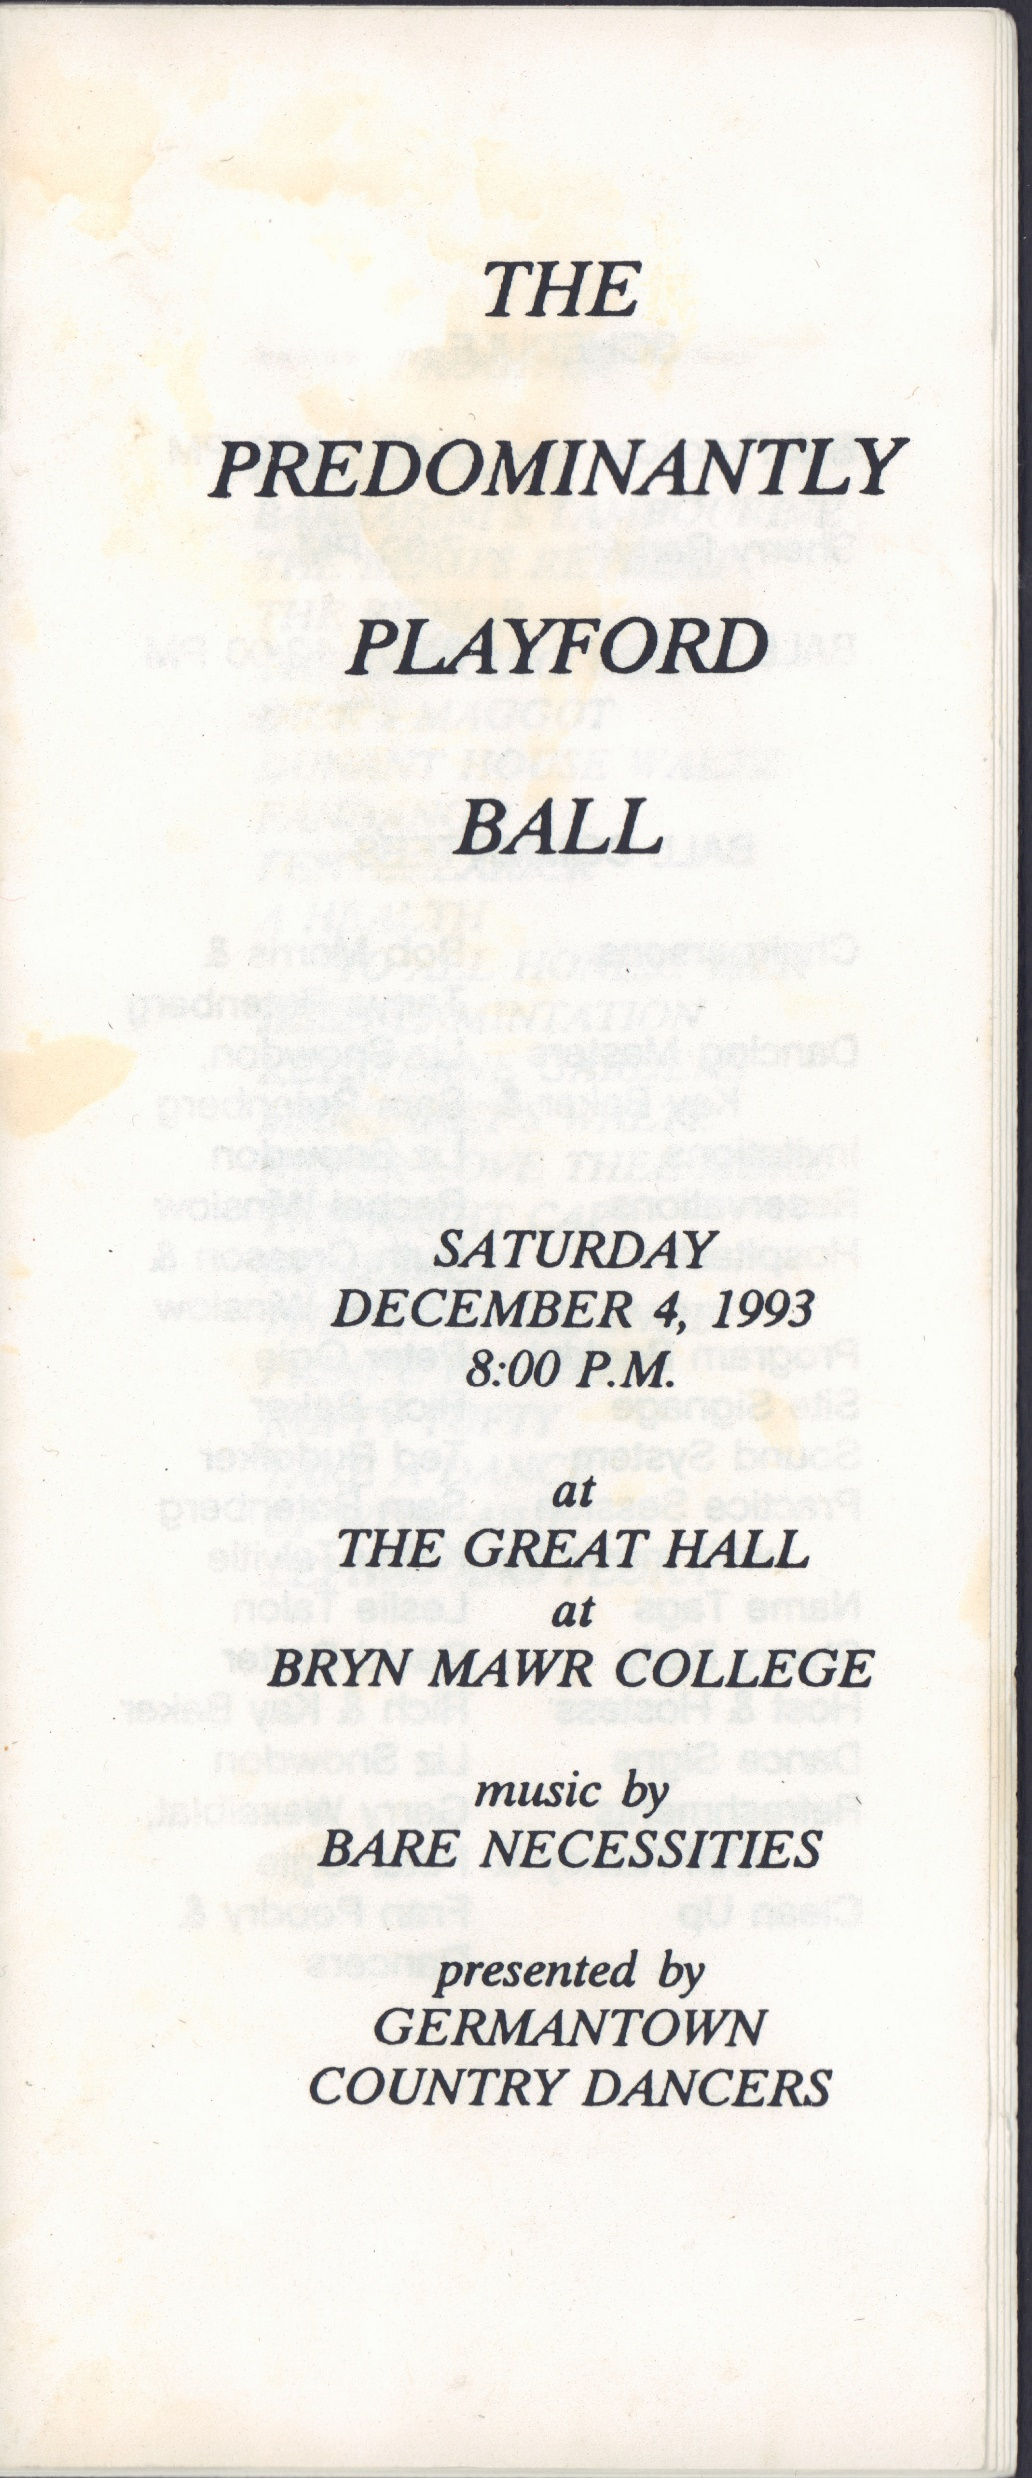 THE
PREDOMINANTLY
PLAYFORD
BALL
SATURDAY
DECEMBER 4, 1993
8:00 P.M.
at
THE GREAT HALL
at
BRYN MAWR COLLEGE
music by
BARE NECESSITIES
presented by
GERMANTOWN
COUNTRY DANCERS